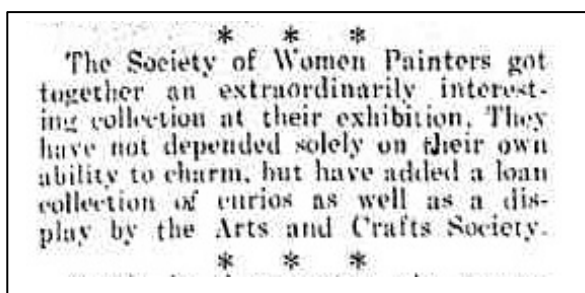 * * *
The Society of Women Painters got
together an extraordinarily interest-
ing collection at their exhibition. They
have not depended solely on their own
ability to charm, but have added a loan
collection of curios as well as a dis-
play by the Arts and Crafts Society.
* * *